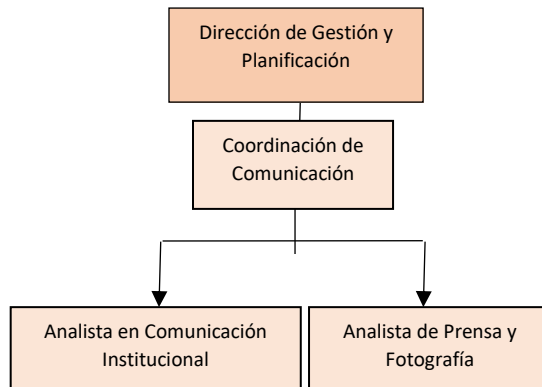 Dirección de Gestión y
Planificación
Coordinación de
Comunicación
Analista en Comunicación
Institucional
Analista de Prensa y
Fotografía